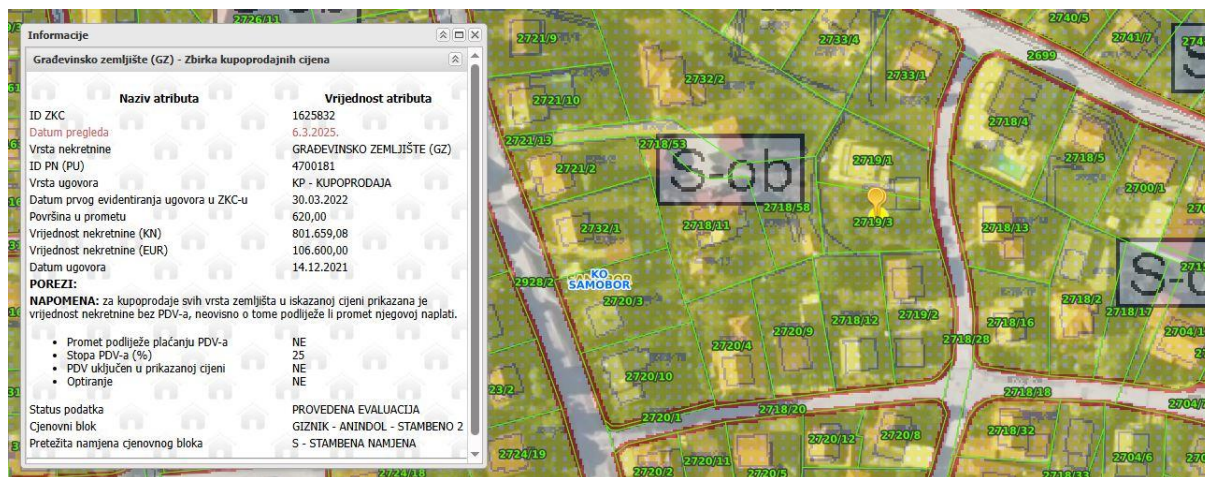 Informacije
Građevinsko zemljište (GZ) - Zbirka kupoprodajnih cijena
Naziv atributa Vrijednost atributa
ID ZKC 1625832
Datum pregleda 6.3.2025.
Vrsta nekretnine GRAĐEVINSKO ZEMLJIŠTE (GZ)
ID PN (PU) 4700181
Vrsta ugovora KP - KUPOPRODAJA
Datum prvog evidentiranja ugovora u ZKC-u 30.03.2022
Površina u prometu 620,00
Vrijednost nekretnine (KN) 801.659,08
Vrijednost nekretnine (EUR) 106.600,00
Datum ugovora 14.12.2021
POREZI:
NAPOMENA: za kupoprodaje svih vrsta zemljišta u iskazanoj cijeni prikazana je
vrijednost nekretnine bez PDV-a, neovisno o tome podliježe li promet njegovoj naplati.
• Promet podliježe plaćanju PDV-a NE
• Stopa PDV-a (%) 25
• PDV uključen u prikazanoj cijeni NE
• Optiranje NE
Status podatka PROVEDENA EVALUACIJA
Cjenovni blok GIZNIK - ANINDOL - STAMBENO 2
Pretežita namjena cjenovnog bloka S - STAMBENA NAMJENA
2726/11
2740/5
2721/9
2733/4
2741/7
2699
2732/2
2733/1
2721/10
2718/4
2721/13
2718/53
2719/1
2718/5
2721/2
S-ob
2700/1
2718/58
2719/3
2732/1
2718/11
2718/13
2928/2
KO
SAMOBOR
2720/3
2718/2
2718/17
2720/9
2718/12
2719/2
2718/16
2720/4
2718/28
2720/10
2718/18
2720/1
2718/20
2724/19
2720/12
2720/8
2718/32
2720/11
2704/6
2720/2
2720/5
2718/33
2724/18